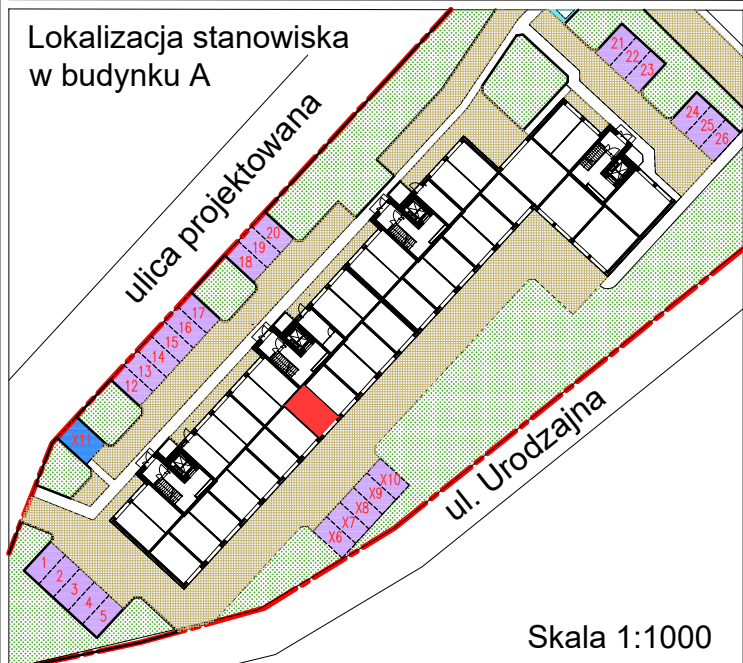 Lokalizacja stanowiska
w budynku A
ulica projektowana
21
22
23
24
25
26
20
19
18
17
16
15
14
13
12
X11
X10
X9
X8
X7
X6
ul. Urodzajna
1
2
3
4
5
Skala 1:1000